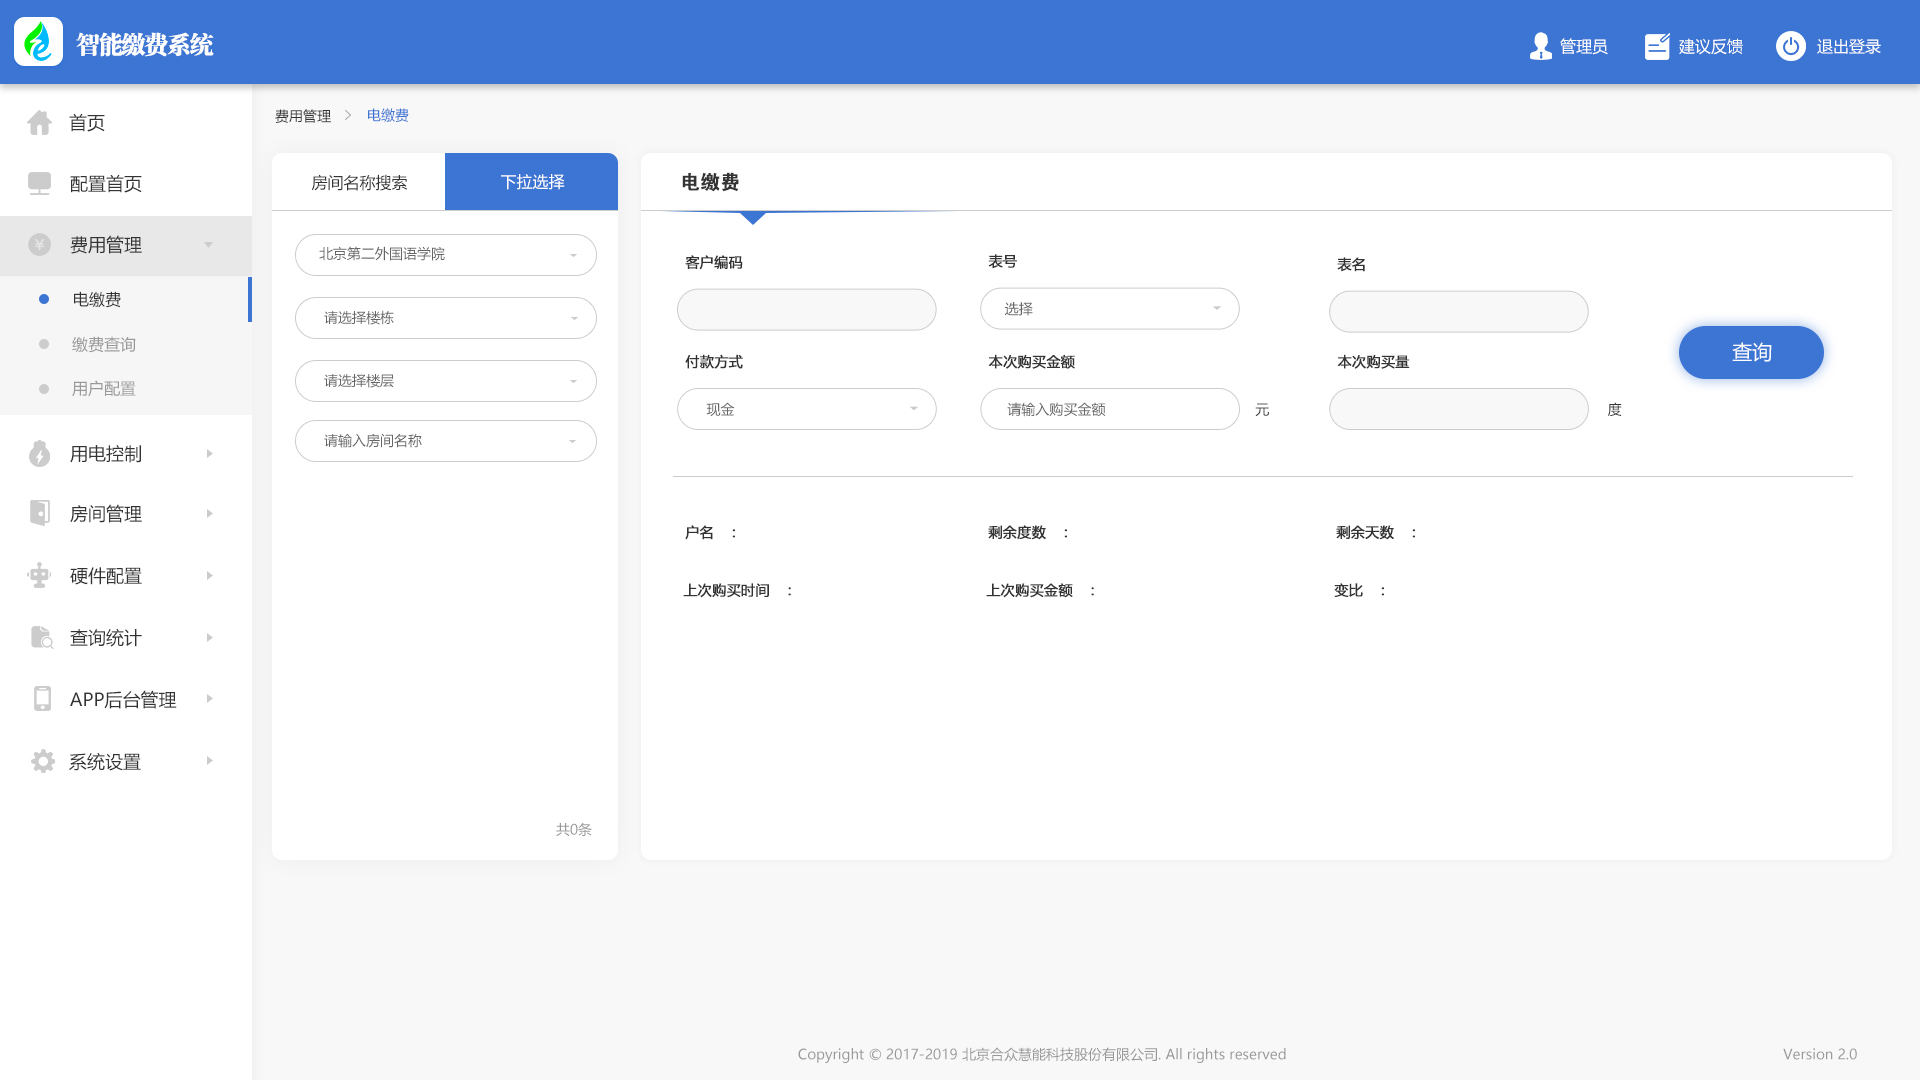 智能缴费系统
管理员
建议反馈
退出登录
首页
配置首页
费用管理
电缴费
缴费查询
用户配置
用电控制
房间管理
硬件配置
查询统计
APP后台管理
系统设置
费用管理 > 电缴费
房间名称搜索
下拉选择
北京第二外国语学院
请选择楼栋
请选择楼层
请输入房间名称
共0条
电缴费
客户编码
表号
表名
选择
付款方式
本次购买金额
本次购买量
现金
请输入购买金额
元
度
查询
户名 :
剩余度数 :
剩余天数 :
上次购买时间 :
上次购买金额 :
变比 :
Copyright © 2017-2019 北京合众慧能科技股份有限公司. All rights reserved
Version 2.0